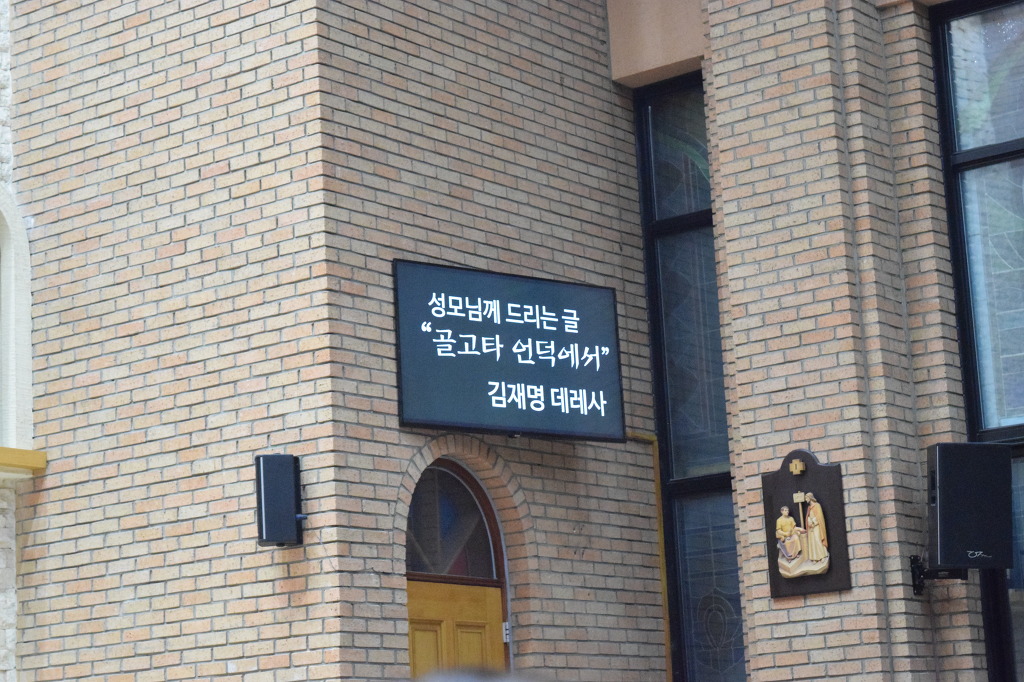 성모님께 드리는 글
“골고타 언덕에서”
김재명 데레사